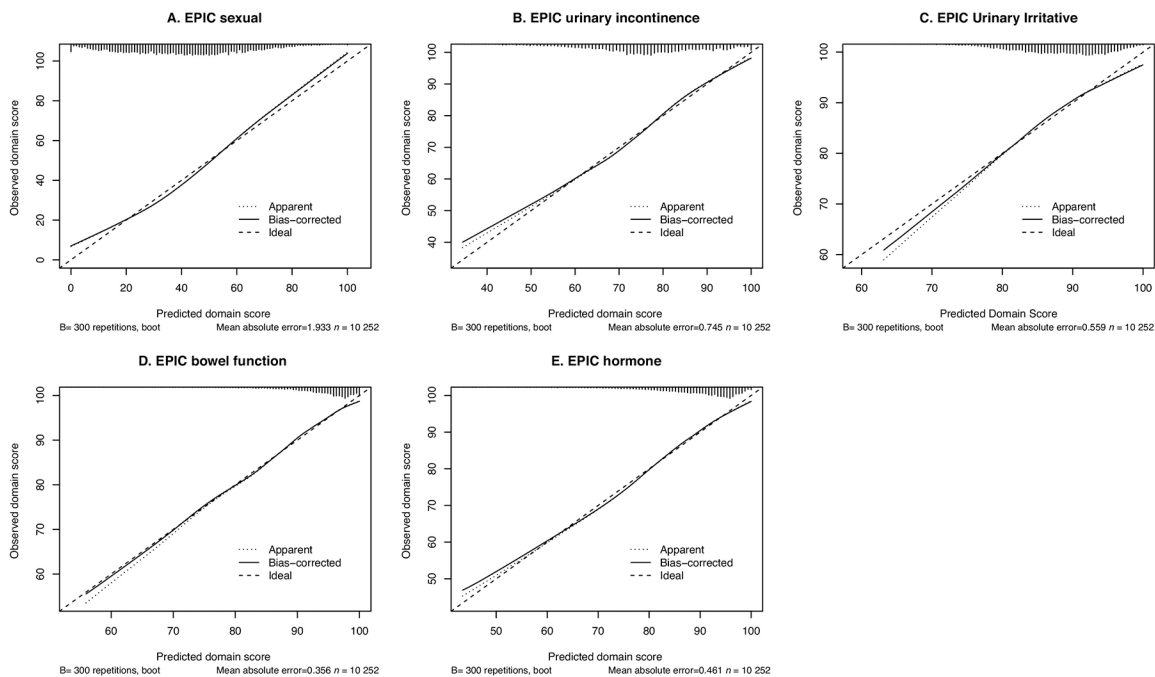 A. EPIC sexual
Observed domain score
0 20 40 60 80 100
Apparent
Bias–corrected
Ideal
0 20 40 60 80 100
Predicted domain score
B= 300 repetitions, boot Mean absolute error=1.933 n = 10 252
B. EPIC urinary incontinence
Observed domain score
40 50 60 70 80 90 100
Apparent
Bias–corrected
Ideal
40 50 60 70 80 90 100
Predicted domain score
B= 300 repetitions, boot Mean absolute error=0.745 n = 10 252
C. EPIC Urinary Irritative
Observed domain score
60 70 80 90 100
Apparent
Bias–corrected
Ideal
60 70 80 90 100
Predicted Domain Score
B= 300 repetitions, boot Mean absolute error=0.559 n = 10 252
D. EPIC bowel function
Observed domain score
60 70 80 90 100
Apparent
Bias–corrected
Ideal
60 70 80 90 100
Predicted domain score
B= 300 repetitions, boot Mean absolute error=0.356 n = 10 252
E. EPIC hormone
Observed domain score
50 60 70 80 90 100
Apparent
Bias–corrected
Ideal
50 60 70 80 90 100
Predicted domain score
B= 300 repetitions, boot Mean absolute error=0.461 n = 10 252